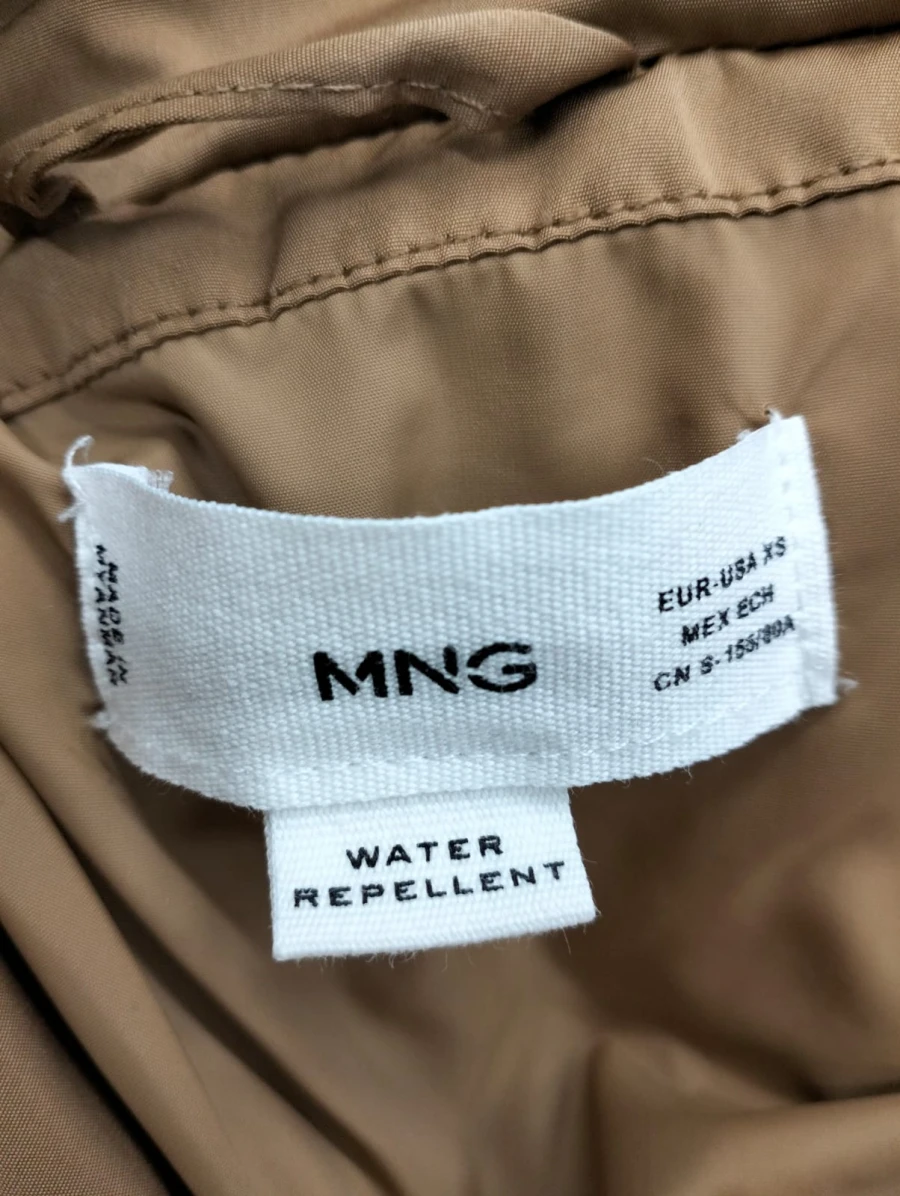 MADE IN
MYANMAR
MNG
EUR-USA XS
MEX ECH
CN S-155/80A
WATER
REPELLENT